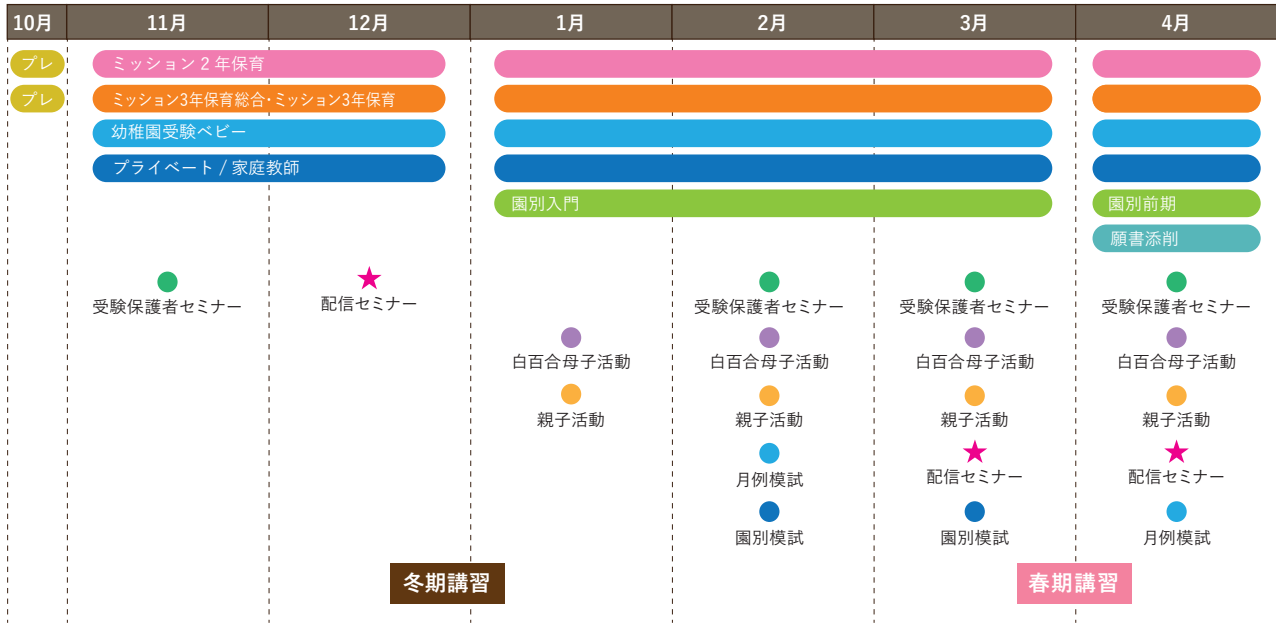 10月 11月 12月 1月 2月 3月 4月
プレ ミッション 2 年保育
プレ ミッション3年保育総合・ミッション3年保育
幼稚園受験ベビー
プライベート / 家庭教師
園別入門 園別前期
願書添削
受験保護者セミナー 配信セミナー 受験保護者セミナー 受験保護者セミナー 受験保護者セミナー
白百合母子活動 白百合母子活動 白百合母子活動 白百合母子活動
親子活動 親子活動 親子活動 親子活動
月例模試 配信セミナー 配信セミナー
園別模試 園別模試 月例模試
冬期講習 春期講習